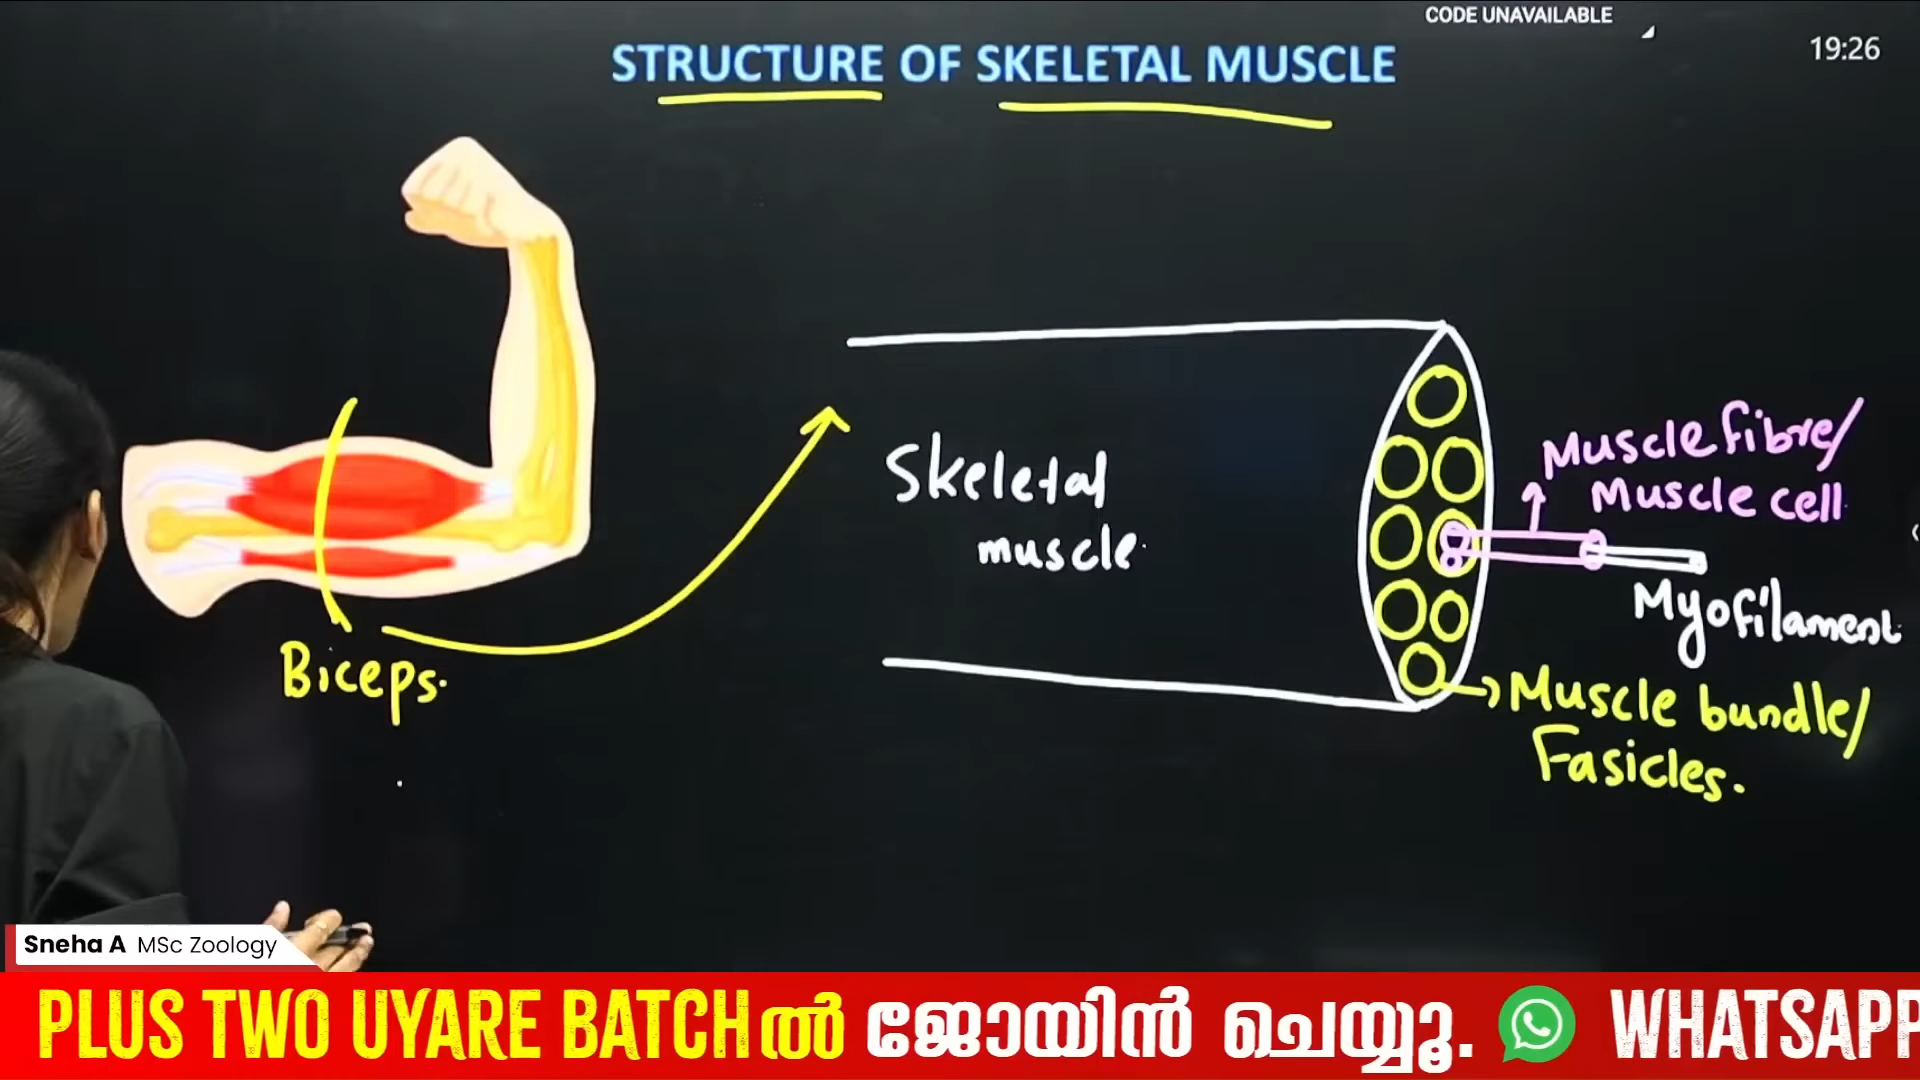 CODE UNAVAILABLE
19:26
STRUCTURE OF SKELETAL MUSCLE
Muscle fibre/
Muscle cell
Skeletal
muscle.
Myofilament
Biceps.
Muscle bundle/
Fasicles.
Sneha A MSc Zoology
PLUS TWO UYARE BATCHൽ ജോയിൻ ചെയ്യൂ. WHATSAPP